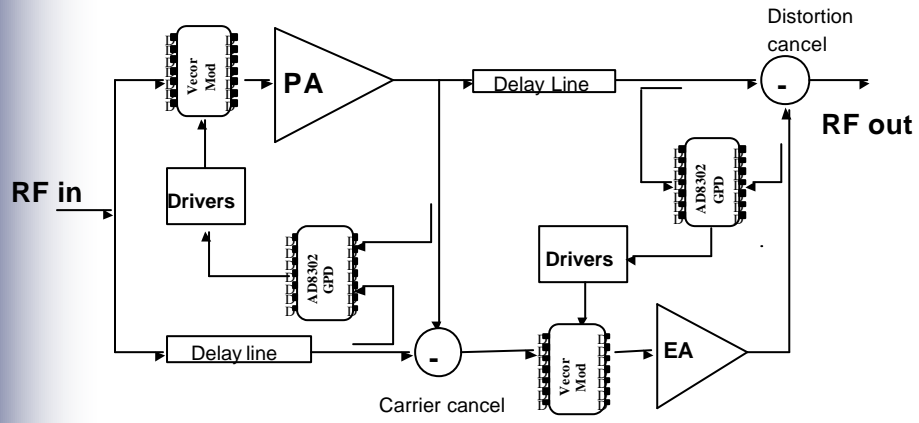 Distortion
cancel
Vecor
Mod
PA
Delay Line
-
RF out
RF in
Drivers
AD8302
GPD
AD8302
GPD
Drivers
Delay line
-
Vecor
Mod
EA
Carrier cancel